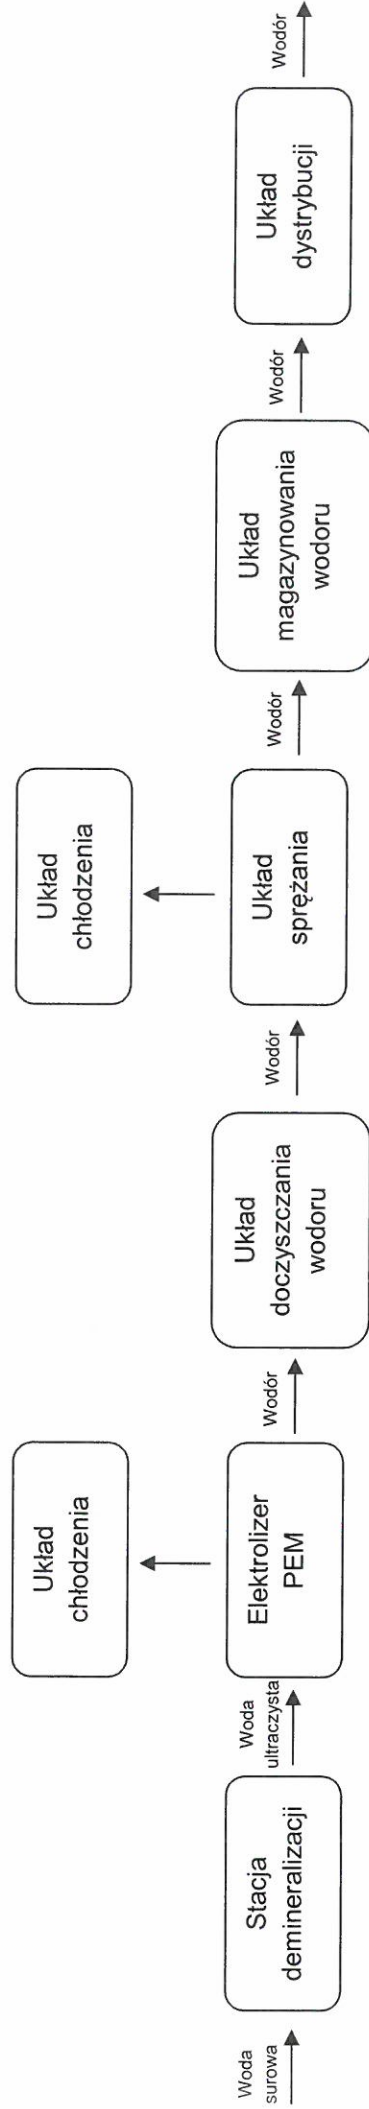 Woda
surowa
Stacja
demineralizacji
Woda
ultraczysta
Elektrolizer
PEM
Układ
chłodzenia
Wodór
Układ
doczyszczania
wodoru
Wodór
Układ
sprężania
Układ
chłodzenia
Wodór
Układ
magazynowania
wodoru
Wodór
Układ
dystrybucji
Wodór